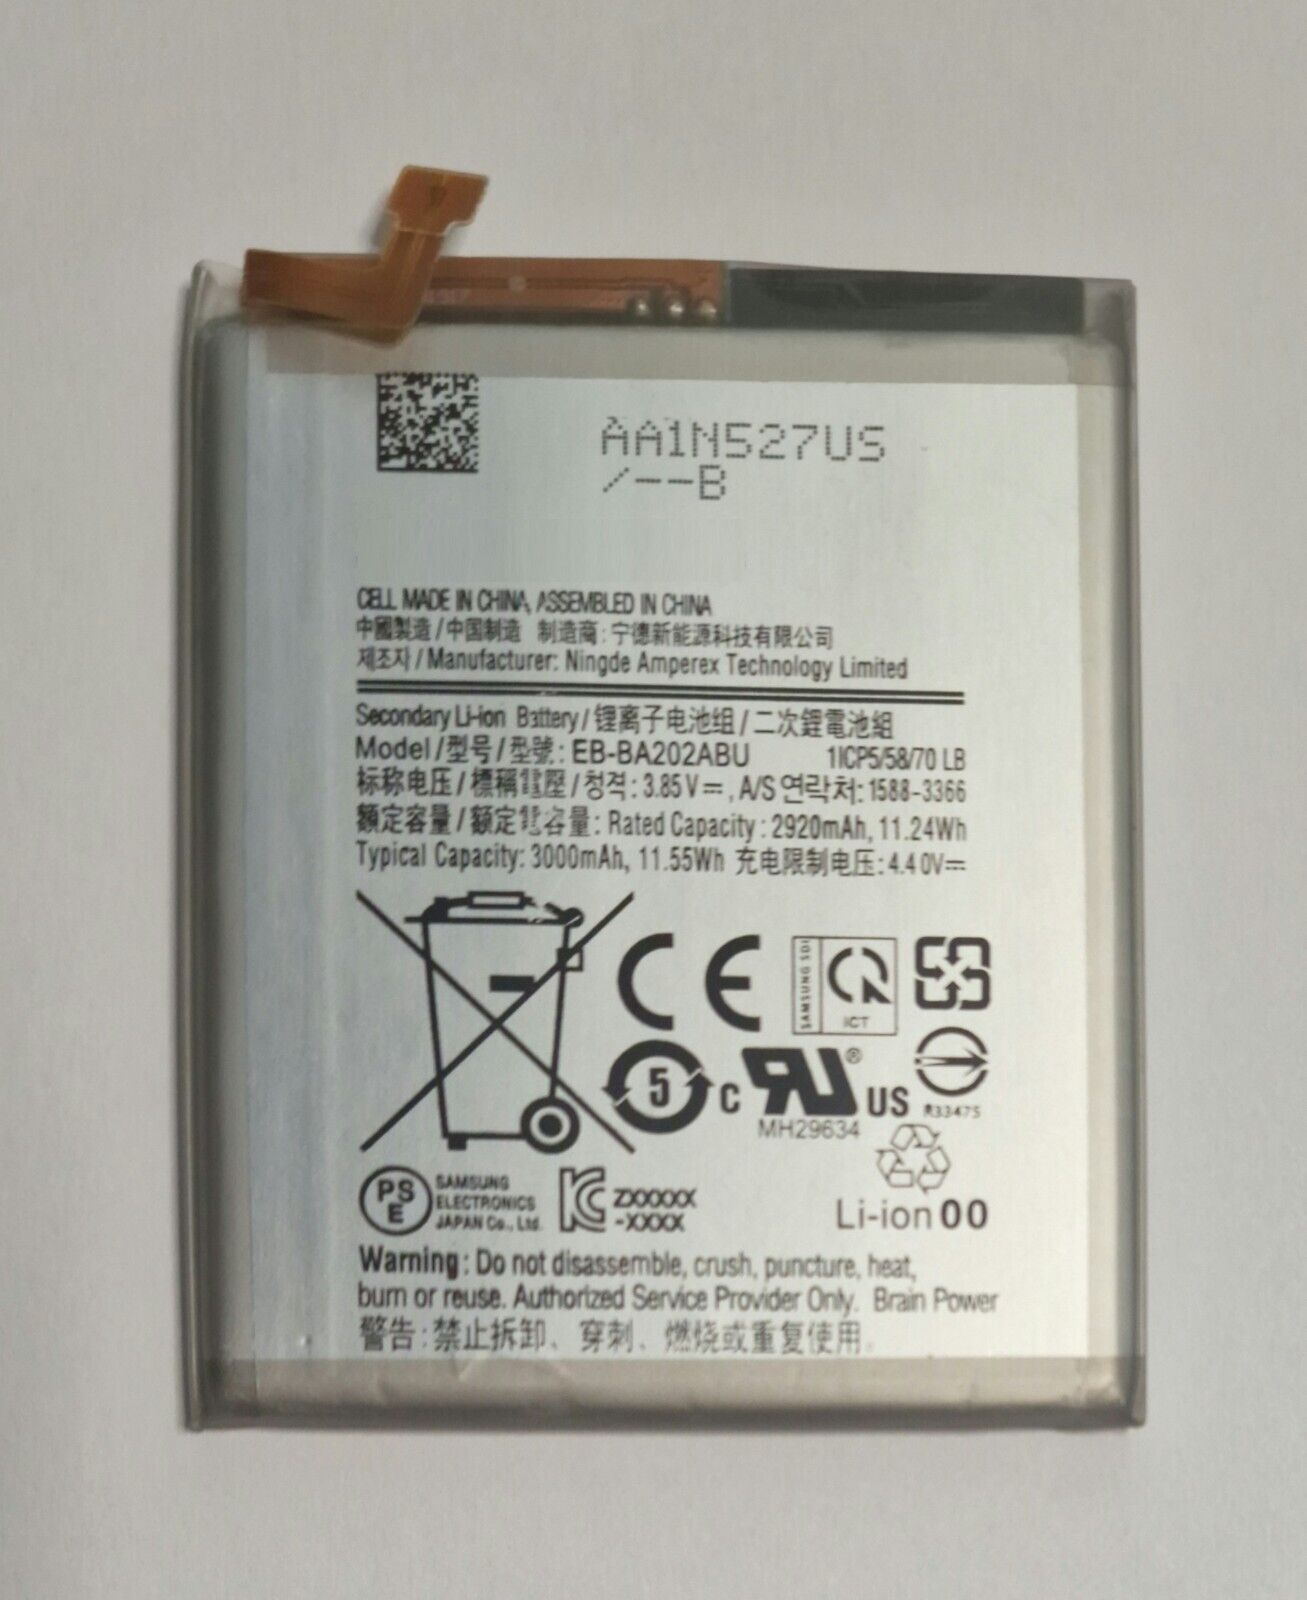 AA1N527US
/--B
CELL MADE IN CHINA, ASSEMBLED IN CHINA
中國製造 / 中国制造 制造商 : 宁德新能源科技有限公司
제조자 / Manufacturer: Ningde Amperex Technology Limited
Secondary Li-ion Battery / 锂离子电池组 / 二次鋰電池組
Model / 型号 / 型號 : EB-BA202ABU 1ICP5/58/70 LB
标称电压 / 標稱電壓 / 정격 : 3.85V⎓, A/S 연락처: 1588-3366
額定容量 / 额定电容量: Rated Capacity : 2920mAh, 11.24Wh
Typical Capacity: 3000mAh, 11.55Wh 充电限制电压: 4.40V⎓
CE
SAMSUNG SDI
ICT
5
c RU ® US
MH29634
R33475
PS
E
SAMSUNG
ELECTRONICS
JAPAN Co., Ltd.
KC
ZXXXXX
-XXXX
Li-ion 00
Warning : Do not disassemble, crush, puncture, heat,
burn or reuse. Authorized Service Provider Only. Brain Power
警告 : 禁止拆卸、穿刺、燃烧或重复使用。